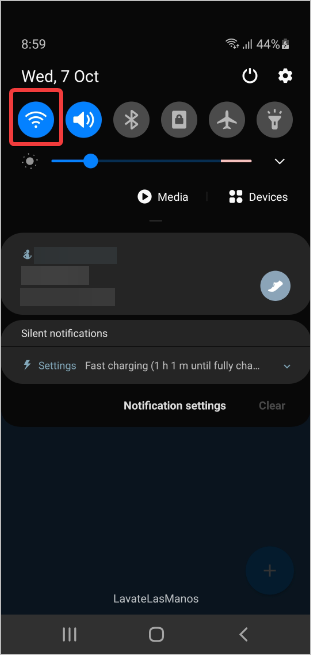 8:59
44%
Wed, 7 Oct
Media
Devices
Silent notifications
Settings Fast charging (1 h 1 m until fully cha...
Notification settings Clear
LavateLasManos